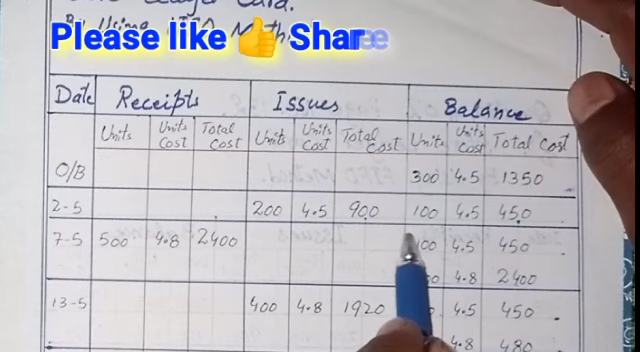 Card.
By Using
Please like 👍 Share
Date Receipts Issues Balance
Units Units Cost Total Cost Units Units Cost Total Cost Units Units Cost Total Cost
O/B 300 4.5 1350
2-5 200 4.5 900 100 4.5 450
7-5 500 4.8 2400 100 4.5 450
4.8 2400
13-5 400 4.8 1920 4.5 450
4.8 480